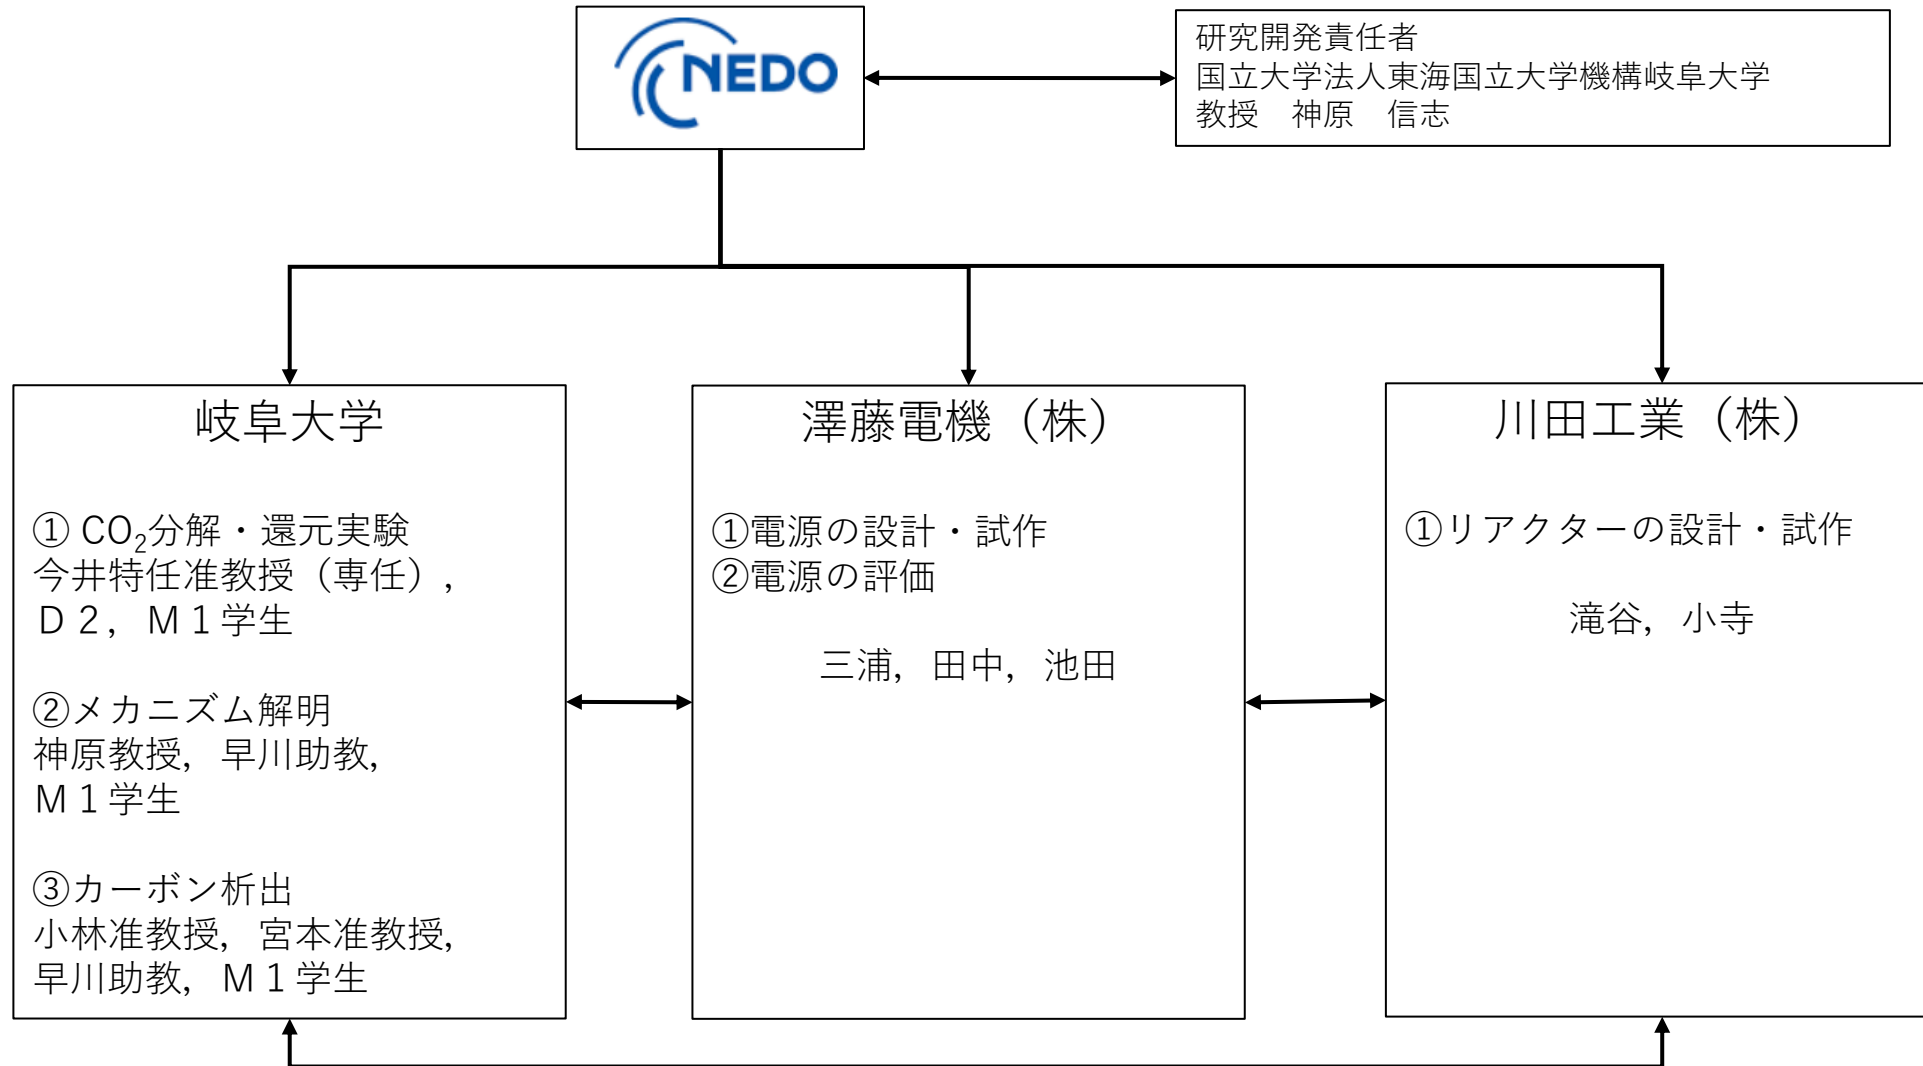 NEDO
研究開発責任者
国立大学法人東海国立大学機構岐阜大学
教授　神原　信志
岐阜大学
① CO₂分解・還元実験
今井特任准教授（専任）,
Ｄ２，Ｍ１学生
②メカニズム解明
神原教授，早川助教，
Ｍ１学生
③カーボン析出
小林准教授，宮本准教授，
早川助教，Ｍ１学生
澤藤電機（株）
①電源の設計・試作
②電源の評価
三浦，田中，池田
川田工業（株）
①リアクターの設計・試作
滝谷，小寺